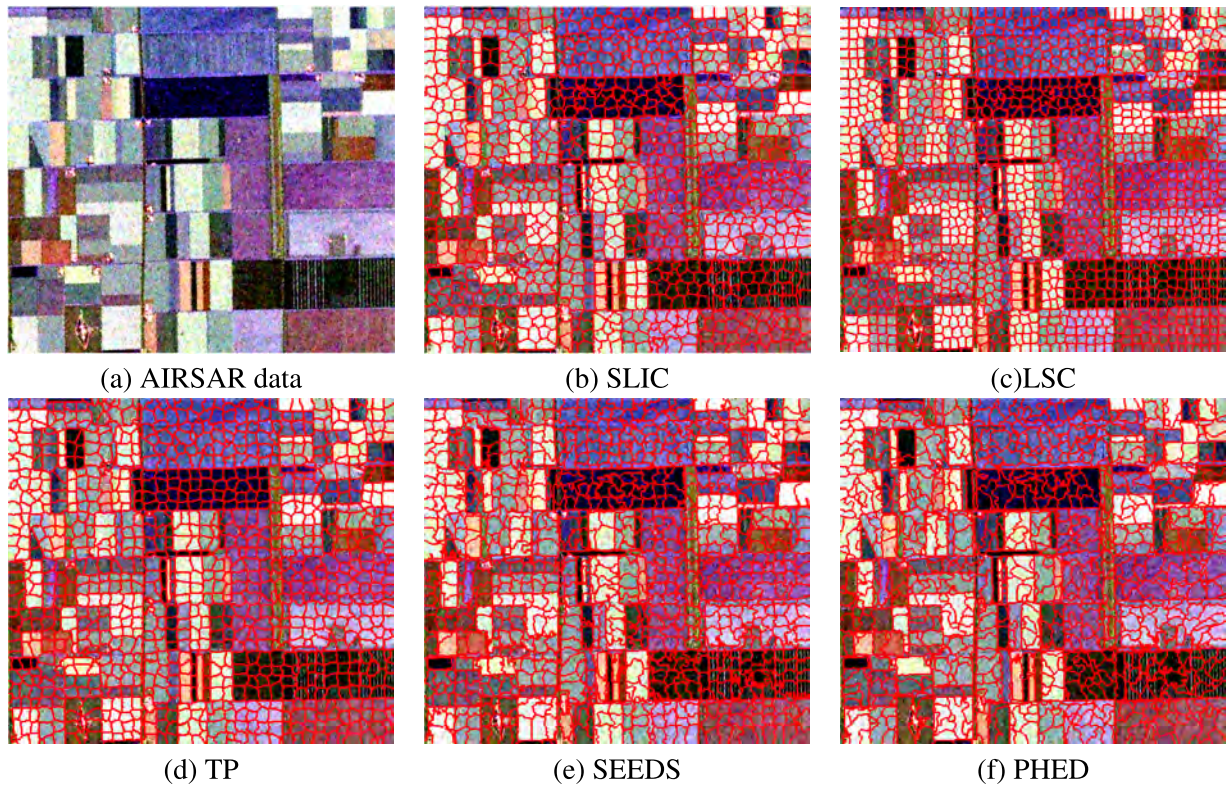 (a) AIRSAR data
(b) SLIC
(c)LSC
(d) TP
(e) SEEDS
(f) PHED